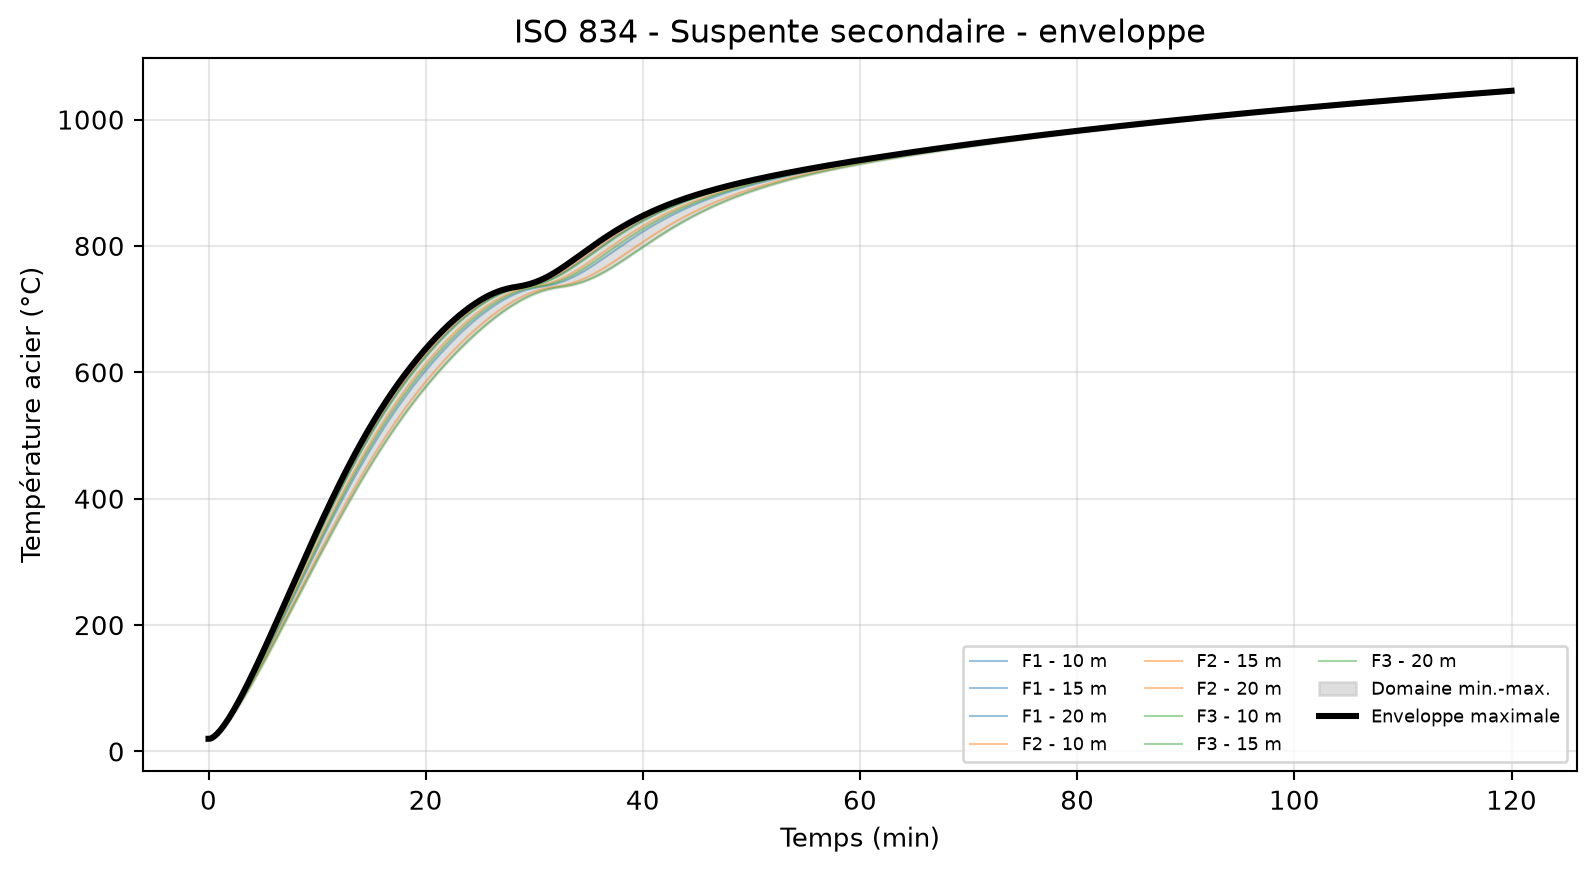 ISO 834 - Suspente secondaire - enveloppe
Température acier (°C)
1000
800
600
400
200
0
0 20 40 60 80 100 120
Temps (min)
F1 - 10 m
F1 - 15 m
F1 - 20 m
F2 - 10 m
F2 - 15 m
F2 - 20 m
F3 - 10 m
F3 - 15 m
F3 - 20 m
Domaine min.-max.
Enveloppe maximale